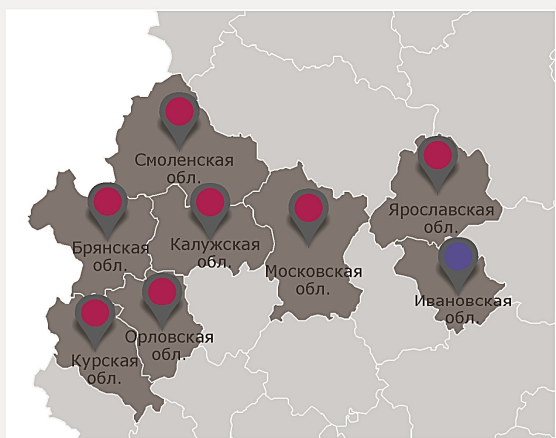 Смоленская
обл.
Ярославская
обл.
Брянская
обл.
Калужская
обл.
Московская
обл.
Ивановская
обл.
Орловская
обл.
Курская
обл.